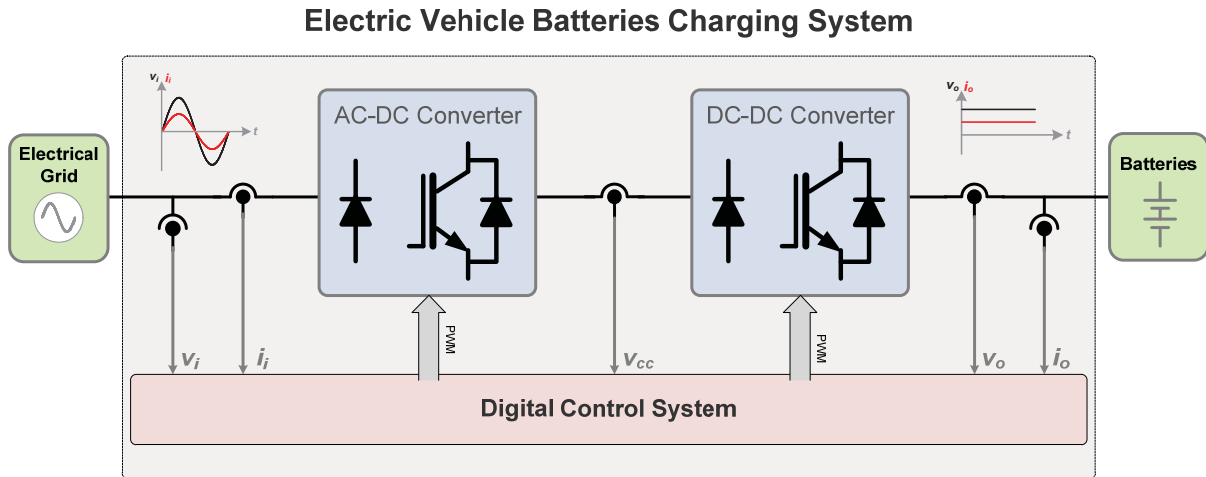 Electric Vehicle Batteries Charging System
vᵢ iᵢ
t
AC-DC Converter
DC-DC Converter
vₒ iₒ
t
Electrical
Grid
Batteries
PWM
PWM
vᵢ
iᵢ
v_cc
vₒ
iₒ
Digital Control System